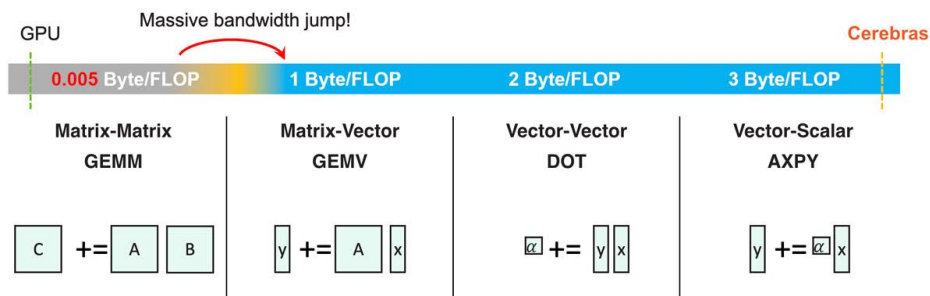 Massive bandwidth jump!
GPU
Cerebras
0.005 Byte/FLOP
1 Byte/FLOP
2 Byte/FLOP
3 Byte/FLOP
Matrix-Matrix
GEMM
Matrix-Vector
GEMV
Vector-Vector
DOT
Vector-Scalar
AXPY
C += A B
y += A x
α += y x
y += α x